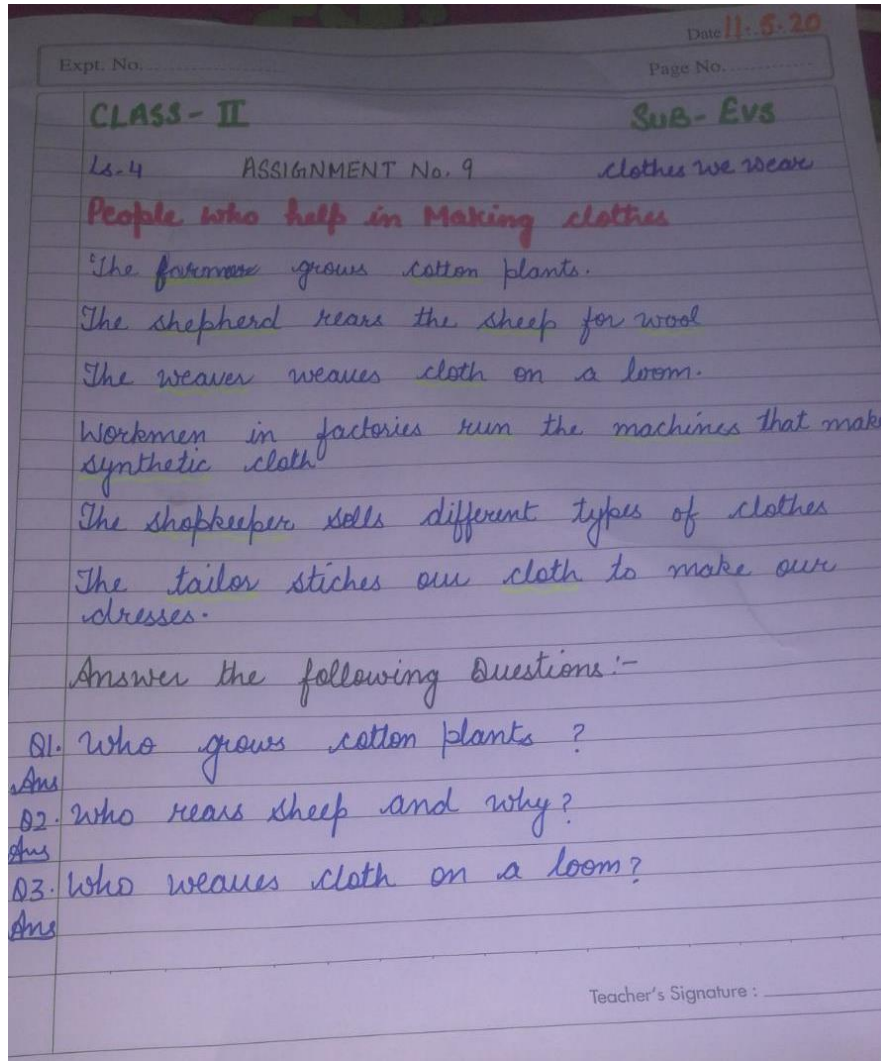 Date 11.5.20
Expt. No.
Page No.
CLASS - II SUB - EVS
Ls-4 ASSIGNMENT No. 9 clothes we wear
People who help in Making clothes
The farmer grows cotton plants.
The shepherd rears the sheep for wool
The weaver weaves cloth on a loom.
Workmen in factories run the machines that make
synthetic cloth
The shopkeeper sells different types of clothes
The tailor stiches our cloth to make our
dresses.
Answer the following Questions :-
Q1. Who grows cotton plants ?
Ans
Q2. Who rears sheep and why?
Ans
Q3. Who weaves cloth on a loom?
Ans
Teacher's Signature :